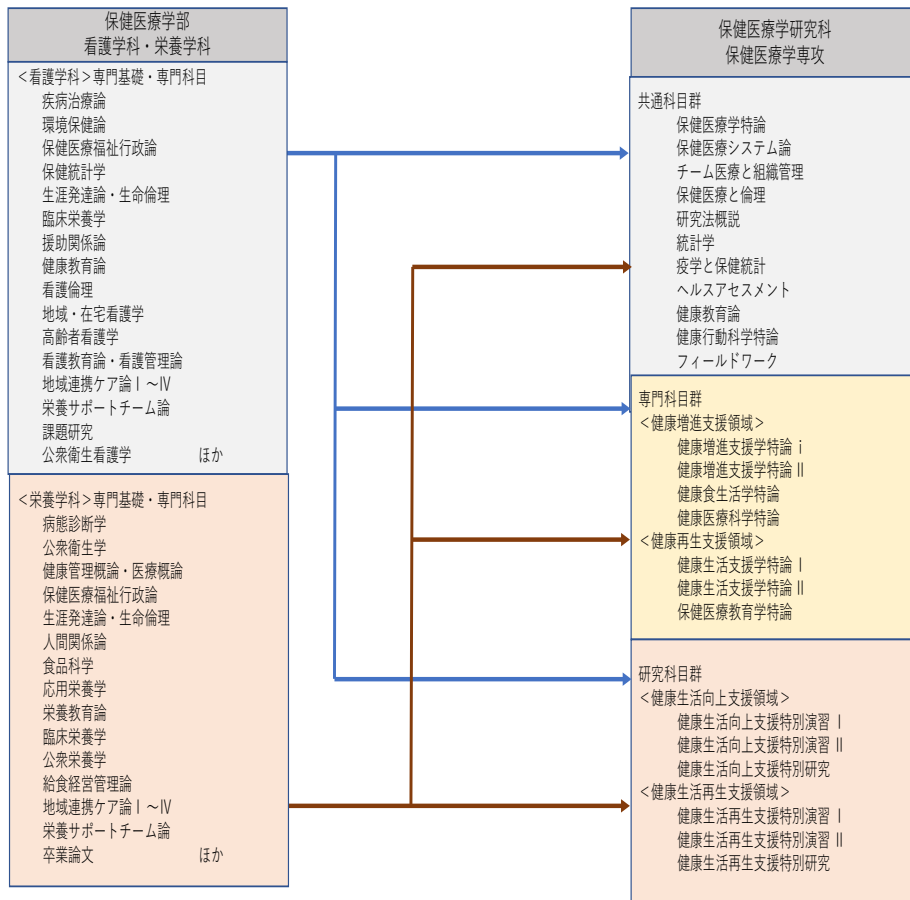 保健医療学部
看護学科・栄養学科
＜看護学科＞専門基礎・専門科目
疾病治療論
環境保健論
保健医療福祉行政論
保健統計学
生涯発達論・生命倫理
臨床栄養学
援助関係論
健康教育論
看護倫理
地域・在宅看護学
高齢者看護学
看護教育論・看護管理論
地域連携ケア論Ⅰ～Ⅳ
栄養サポートチーム論
課題研究
公衆衛生看護学　　　　ほか
＜栄養学科＞専門基礎・専門科目
病態診断学
公衆衛生学
健康管理概論・医療概論
保健医療福祉行政論
生涯発達論・生命倫理
人間関係論
食品科学
応用栄養学
栄養教育論
臨床栄養学
公衆栄養学
給食経営管理論
地域連携ケア論Ⅰ～Ⅳ
栄養サポートチーム論
卒業論文　　　　ほか
保健医療学研究科
保健医療学専攻
共通科目群
保健医療学特論
保健医療システム論
チーム医療と組織管理
保健医療と倫理
研究法概説
統計学
疫学と保健統計
ヘルスアセスメント
健康教育論
健康行動科学特論
フィールドワーク
専門科目群
＜健康増進支援領域＞
健康増進支援学特論ⅰ
健康増進支援学特論Ⅱ
健康食生活学特論
健康医療科学特論
＜健康再生支援領域＞
健康生活支援学特論Ⅰ
健康生活支援学特論Ⅱ
保健医療教育学特論
研究科目群
＜健康生活向上支援領域＞
健康生活向上支援特別演習Ⅰ
健康生活向上支援特別演習Ⅱ
健康生活向上支援特別研究
＜健康生活再生支援領域＞
健康生活再生支援特別演習Ⅰ
健康生活再生支援特別演習Ⅱ
健康生活再生支援特別研究